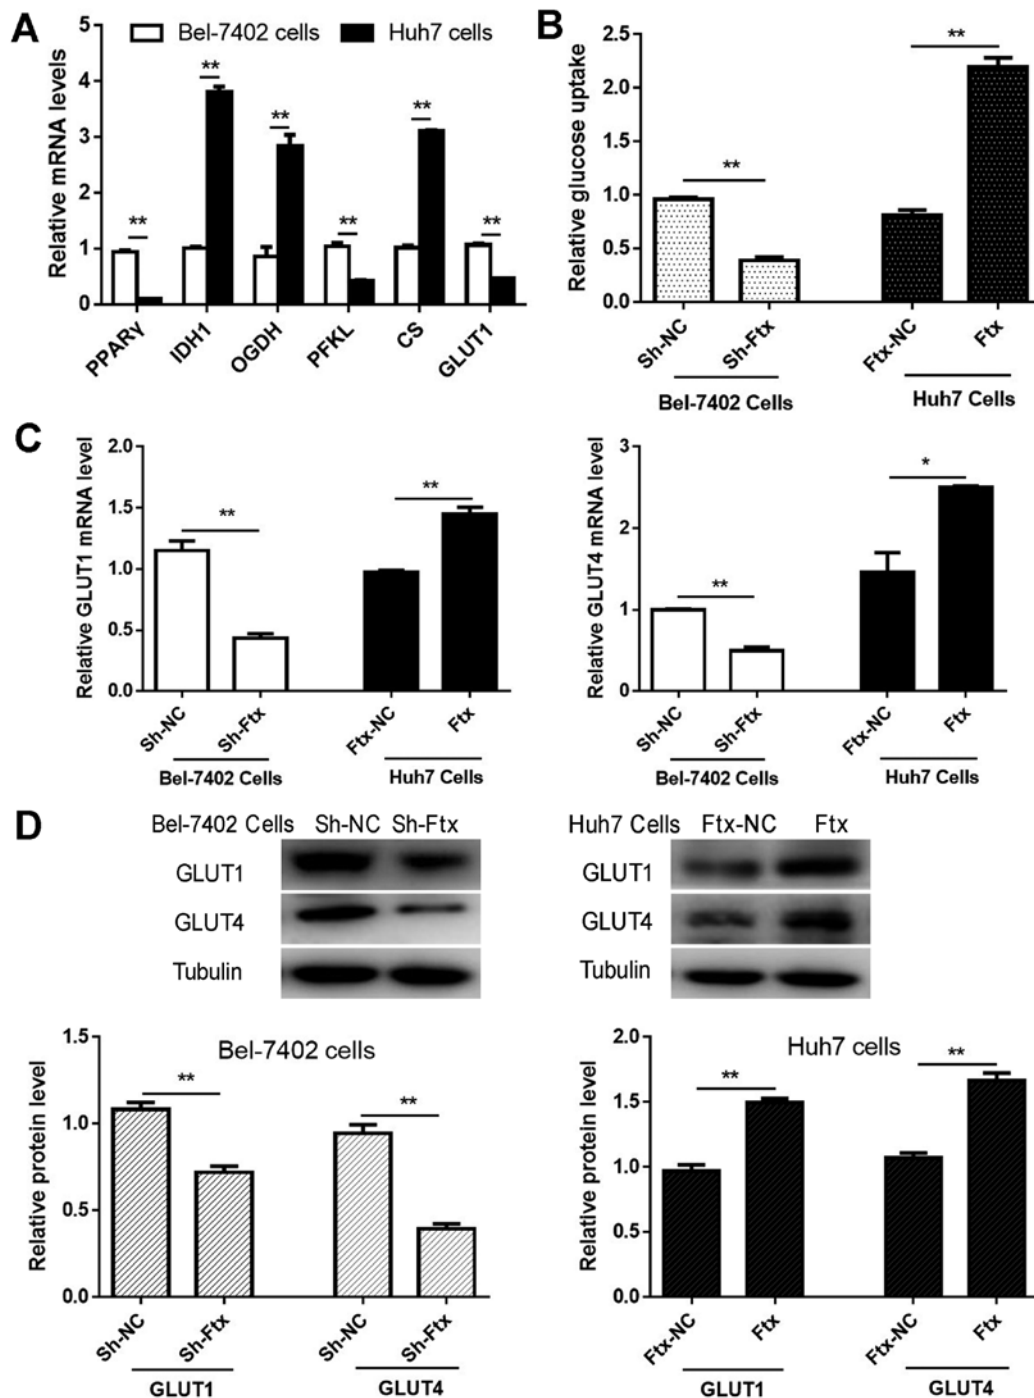 A
Bel-7402 cells Huh7 cells
Relative mRNA levels
5
4
3
2
1
0
** ** ** ** ** **
PPARγ IDH1 OGDH PFKL CS GLUT1
B
Relative glucose uptake
2.5
2.0
1.5
1.0
0.5
0.0
** **
Sh-NC Sh-Ftx Ftx-NC Ftx
Bel-7402 Cells Huh7 Cells
C
Relative GLUT1 mRNA level
2.0
1.5
1.0
0.5
0.0
** **
Sh-NC Sh-Ftx Ftx-NC Ftx
Bel-7402 Cells Huh7 Cells
Relative GLUT4 mRNA level
3
2
1
0
** *
Sh-NC Sh-Ftx Ftx-NC Ftx
Bel-7402 Cells Huh7 Cells
D
Bel-7402 Cells Sh-NC Sh-Ftx
GLUT1
GLUT4
Tubulin
Huh7 Cells Ftx-NC Ftx
GLUT1
GLUT4
Tubulin
Relative protein level
1.5
1.0
0.5
0.0
Bel-7402 cells
** **
Sh-NC Sh-Ftx Sh-NC Sh-Ftx
GLUT1 GLUT4
Relative protein level
2.0
1.5
1.0
0.5
0.0
Huh7 cells
** **
Ftx-NC Ftx Ftx-NC Ftx
GLUT1 GLUT4